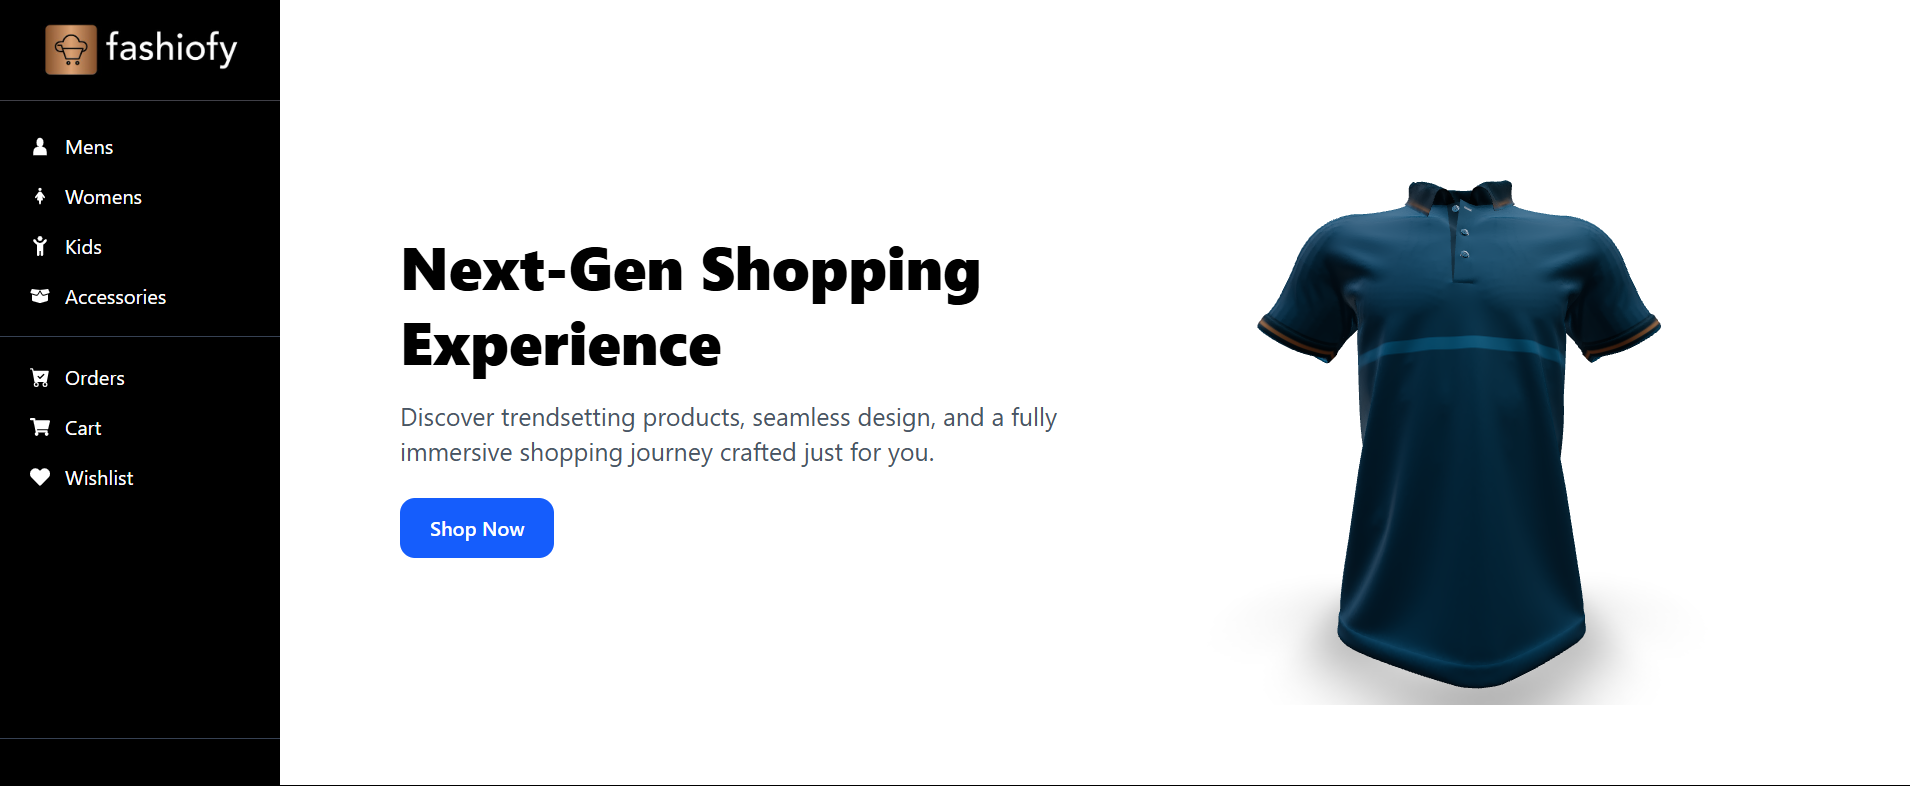 fashiofy
Mens
Womens
Kids
Accessories
Orders
Cart
Wishlist
Next-Gen Shopping
Experience
Discover trendsetting products, seamless design, and a fully
immersive shopping journey crafted just for you.
Shop Now